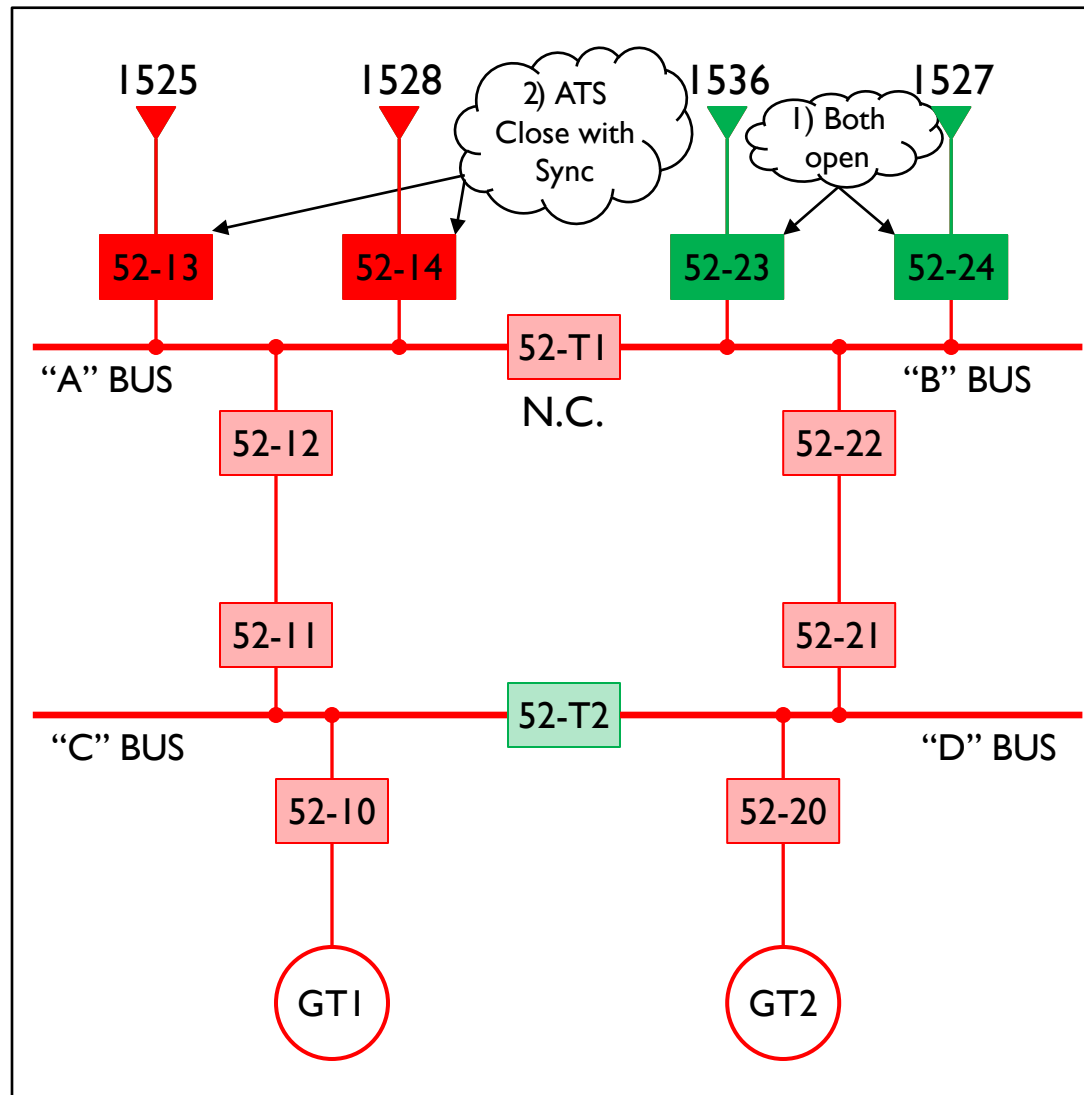 1525
1528
1536
1527
2) ATS
Close with
Sync
1) Both
open
52-13
52-14
52-23
52-24
52-T1
"A" BUS
"B" BUS
N.C.
52-12
52-22
52-11
52-21
52-T2
"C" BUS
"D" BUS
52-10
52-20
GT1
GT2